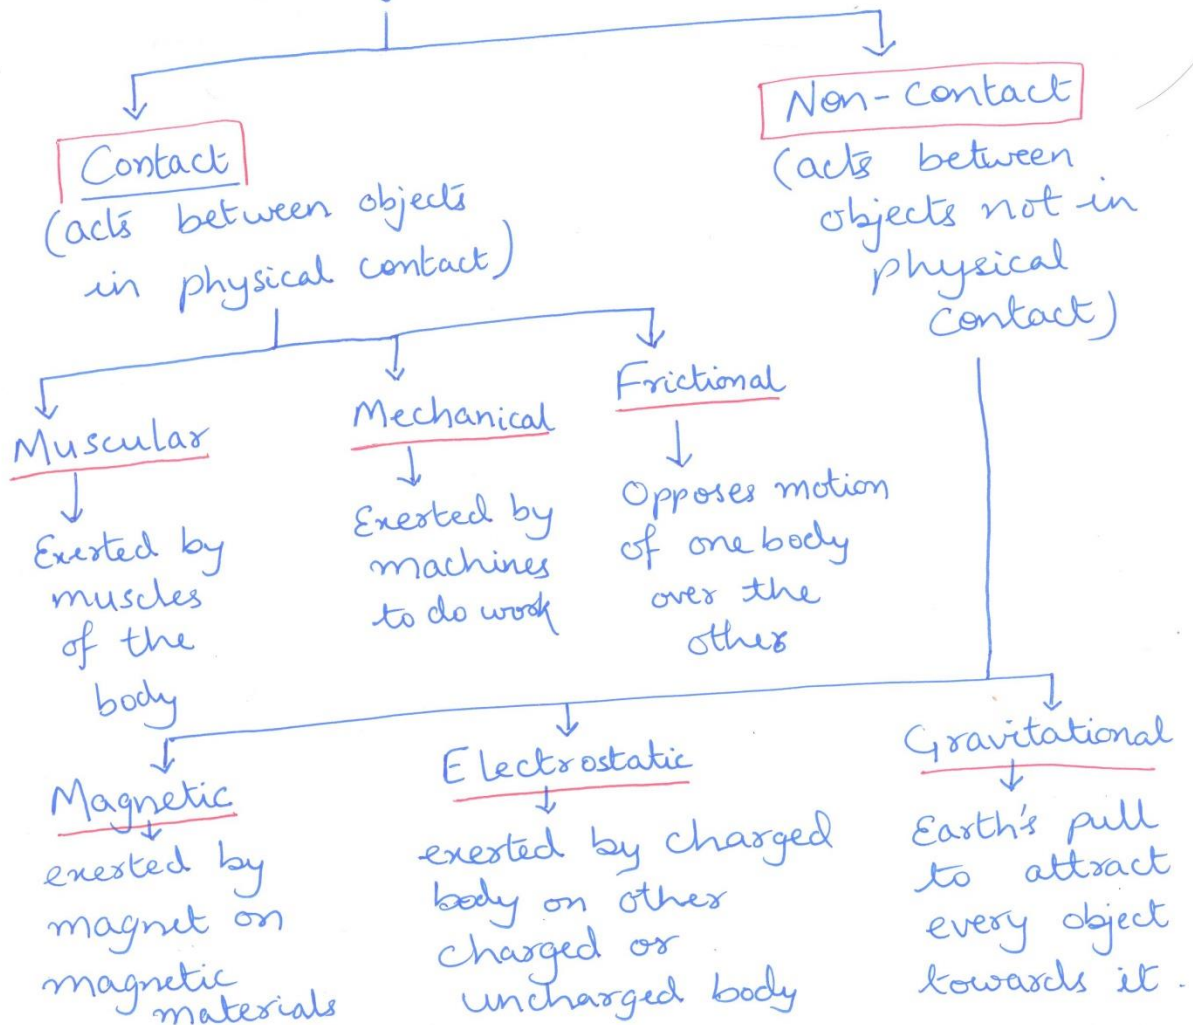 Contact
(acts between objects
in physical contact)
Non-Contact
(acts between
objects not in
physical
contact)
Muscular
Exerted by
muscles
of the
body
Mechanical
Exerted by
machines
to do work
Frictional
Opposes motion
of one body
over the
other
Magnetic
exerted by
magnet on
magnetic
materials
Electrostatic
exerted by charged
body on other
charged or
uncharged body
Gravitational
Earth's pull
to attract
every object
towards it.